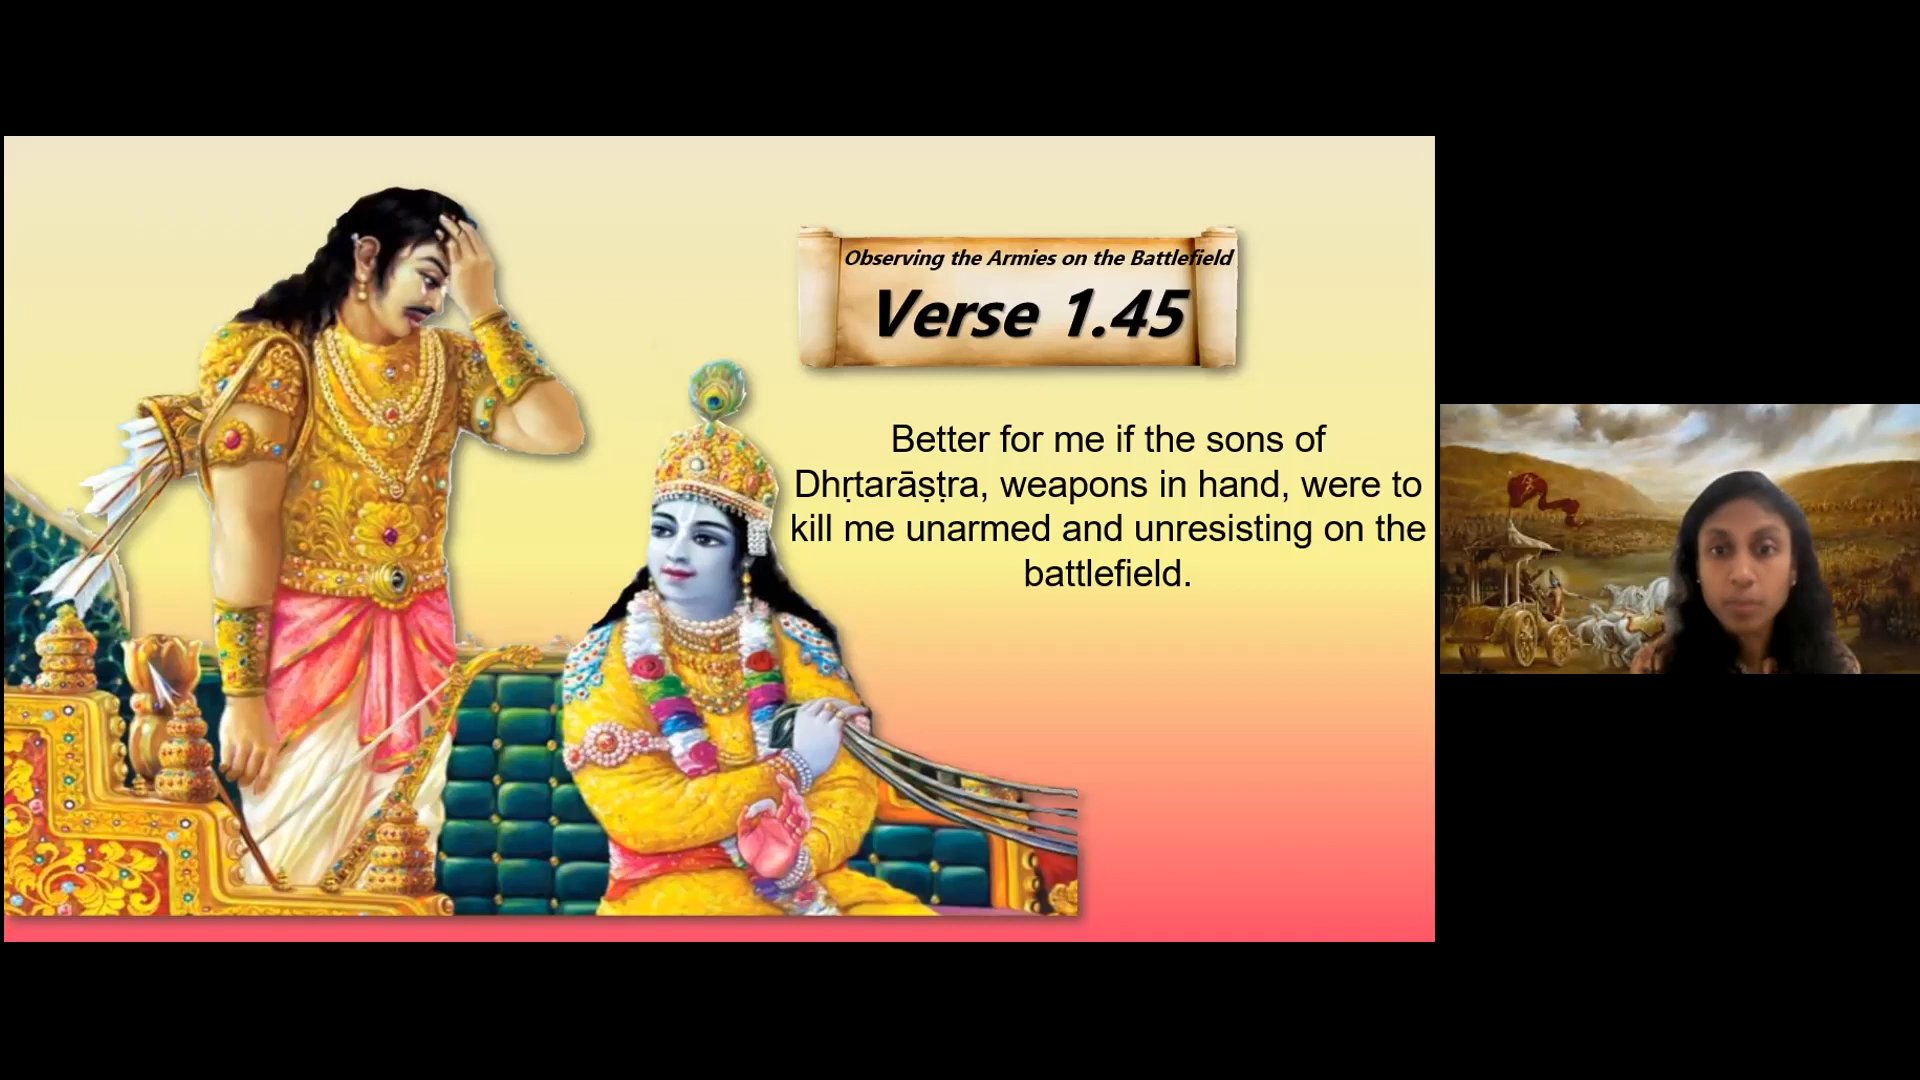 Observing the Armies on the Battlefield
Verse 1.45
Better for me if the sons of
Dhṛtarāṣṭra, weapons in hand, were to
kill me unarmed and unresisting on the
battlefield.